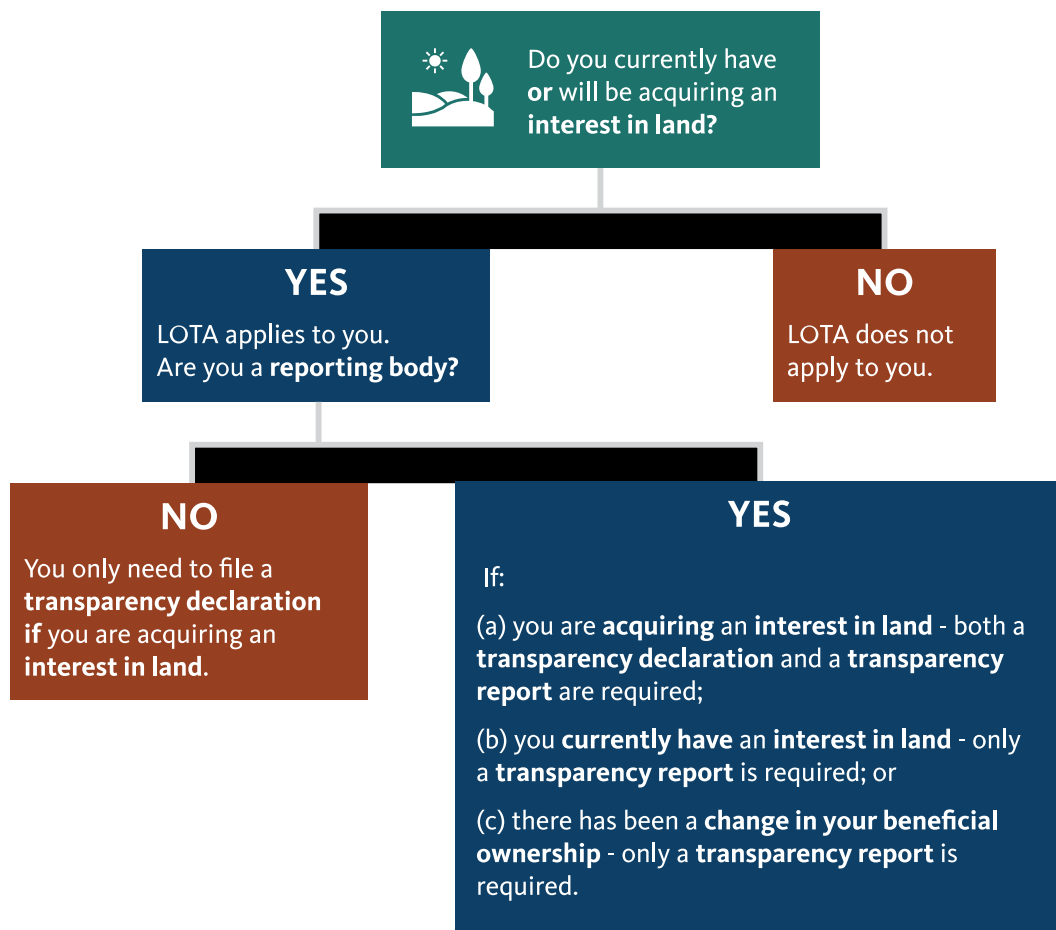 Do you currently have
or will be acquiring an
interest in land?
YES
LOTA applies to you.
Are you a reporting body?
NO
LOTA does not
apply to you.
NO
You only need to file a
transparency declaration
if you are acquiring an
interest in land.
YES
If:
(a) you are acquiring an interest in land - both a
transparency declaration and a transparency
report are required;
(b) you currently have an interest in land - only
a transparency report is required; or
(c) there has been a change in your beneficial
ownership - only a transparency report is
required.